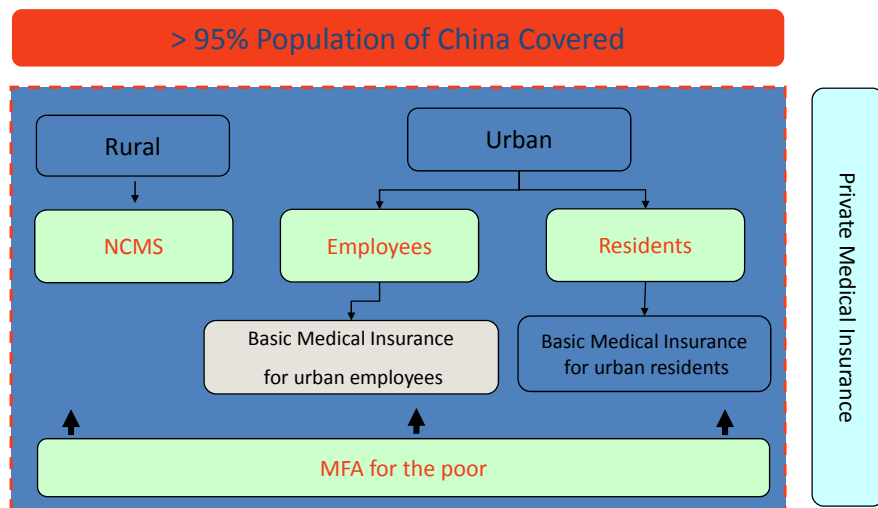 > 95% Population of China Covered
Rural
Urban
NCMS
Employees
Residents
Basic Medical Insurance
for urban employees
Basic Medical Insurance
for urban residents
MFA for the poor
Private Medical Insurance